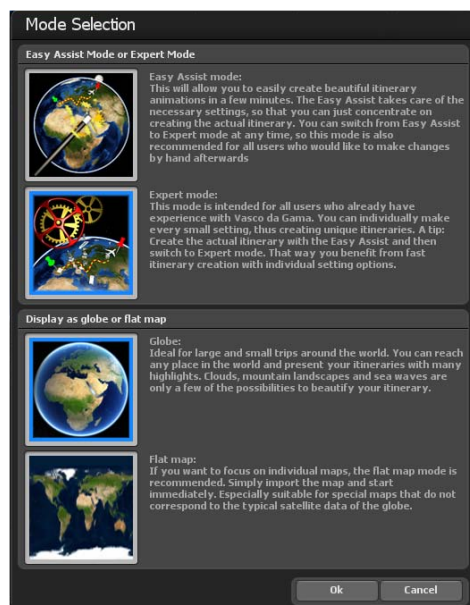 Mode Selection
Easy Assist Mode or Expert Mode
Easy Assist mode:
This will allow you to easily create beautiful itinerary
animations in a few minutes. The Easy Assist takes care of the
necessary settings, so that you can just concentrate on
creating the actual itinerary. You can switch from Easy Assist
to Expert mode at any time, so this mode is also
recommended for all users who would like to make changes
by hand afterwards
Expert mode:
This mode is intended for all users who already have
experience with Vasco da Gama. You can individually make
every small setting, thus creating unique itineraries. A tip:
Create the actual itinerary with the Easy Assist and then
switch to Expert mode. That way you benefit from fast
itinerary creation with individual setting options.
Display as globe or flat map
Globe:
Ideal for large and small trips around the world. You can reach
any place in the world and present your itineraries with many
highlights. Clouds, mountain landscapes and sea waves are
only a few of the possibilities to beautify your itinerary.
Flat map:
If you want to focus on individual maps, the flat map mode is
recommended. Simply import the map and start
immediately. Especially suitable for special maps that do not
correspond to the typical satellite data of the globe.
Ok
Cancel